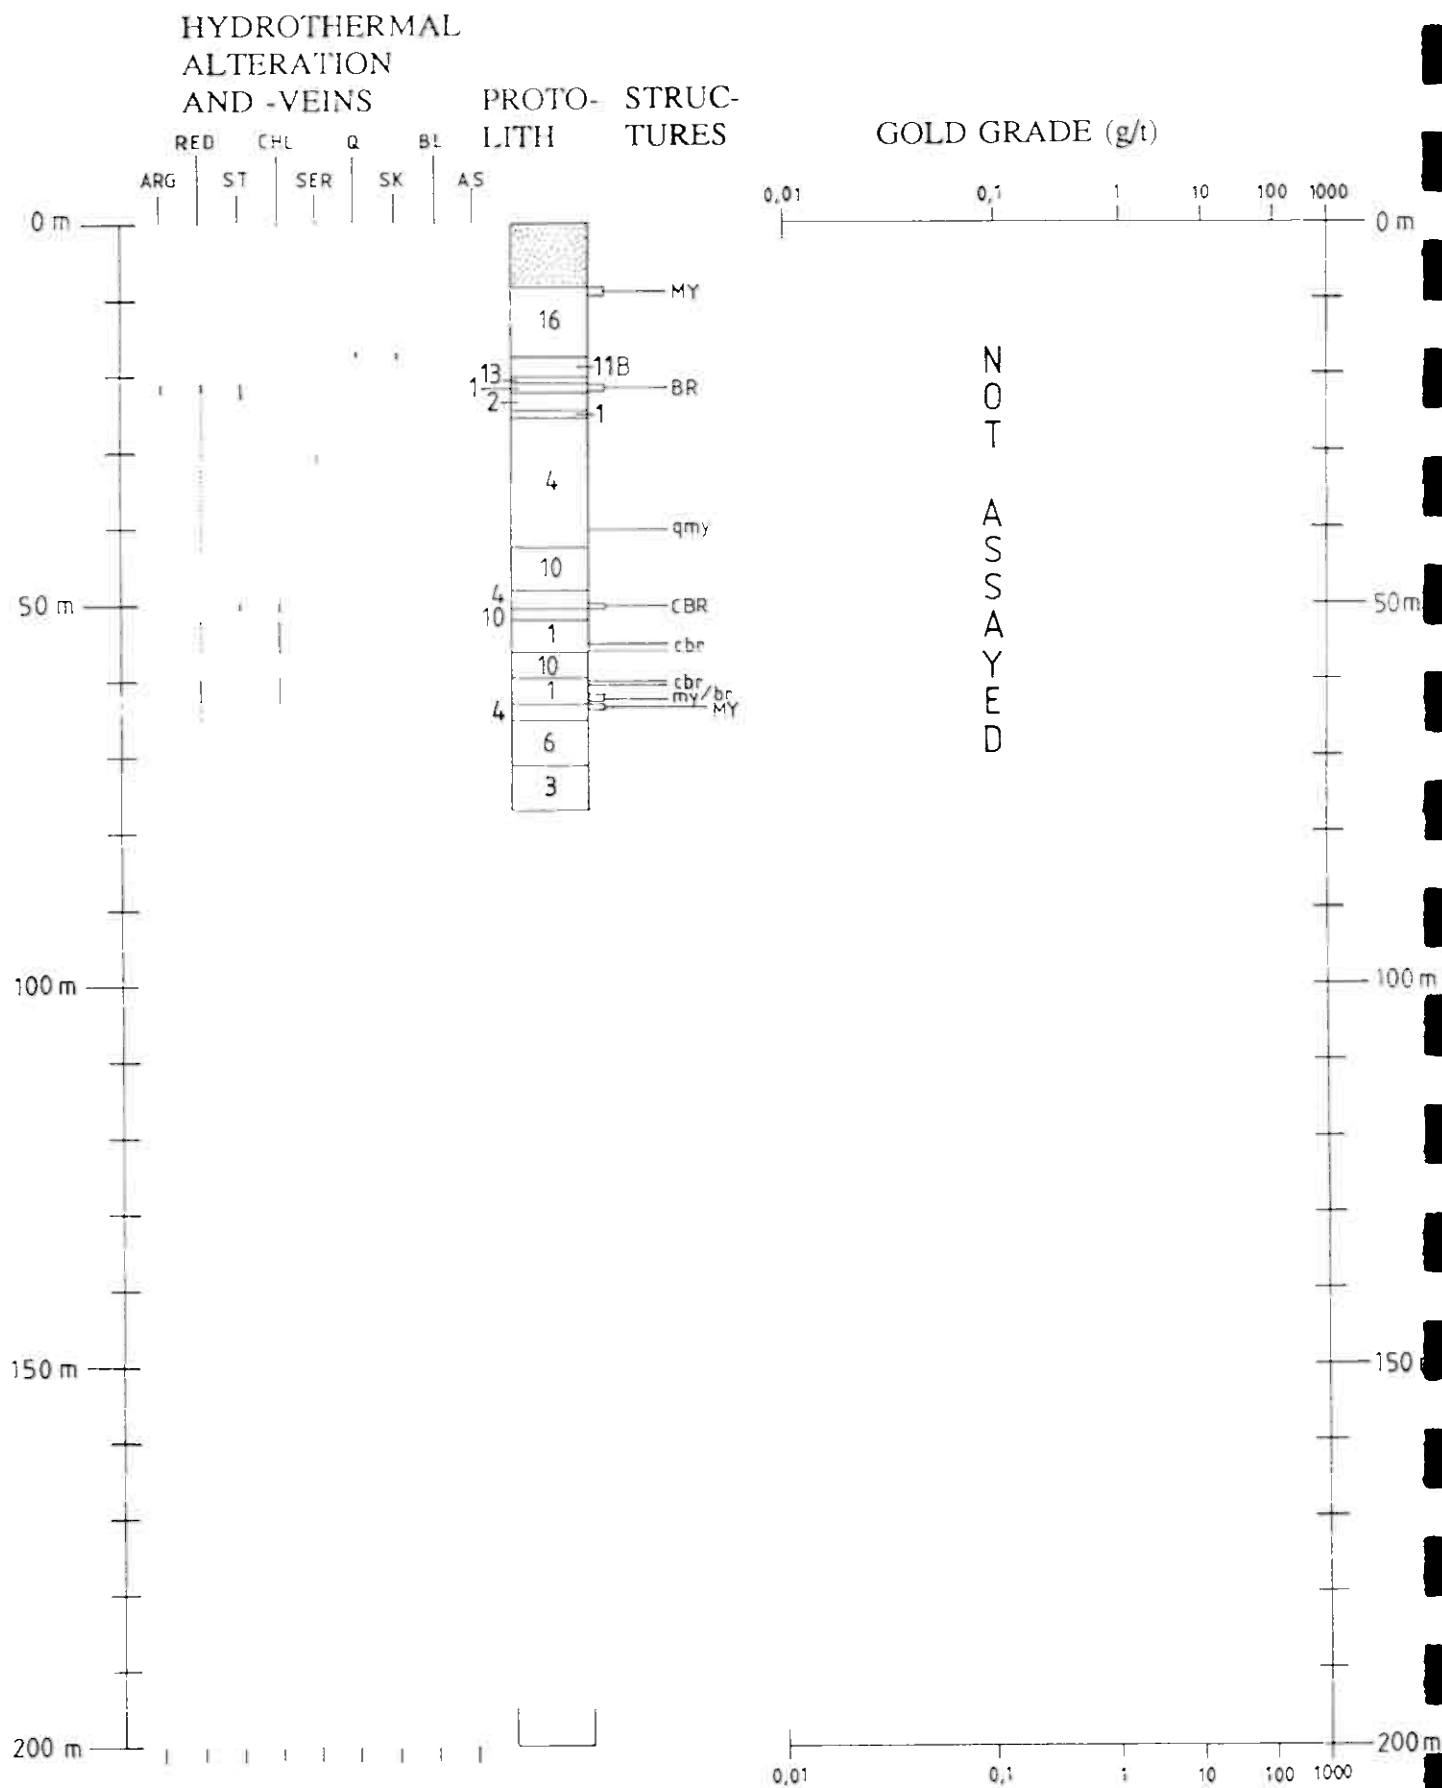 HYDROTHERMAL
ALTERATION
AND -VEINS
PROTO-
LITH
STRUC-
TURES
GOLD GRADE (g/t)
RED CHL Q BL
ARG ST SER SK AS
0,01 0,1 1 10 100 1000
0 m 0 m
MY
16
11B
13
1 BR
2
1
4
qmy
10
4
50 m CBR 50m
10
1 cbr
10
cbr
1 my/br
4 MY
6
3
NOT ASSAYED
100 m 100 m
150 m 150
200 m 200m
0,01 0,1 1 10 100 1000